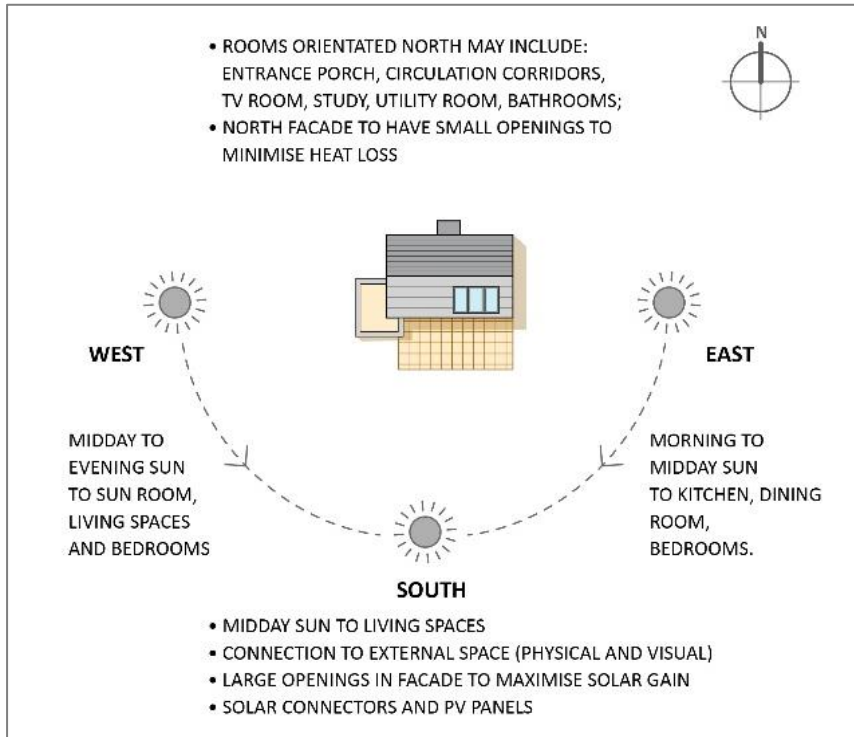 • ROOMS ORIENTATED NORTH MAY INCLUDE:
ENTRANCE PORCH, CIRCULATION CORRIDORS,
TV ROOM, STUDY, UTILITY ROOM, BATHROOMS;
• NORTH FACADE TO HAVE SMALL OPENINGS TO
MINIMISE HEAT LOSS
N
WEST
MIDDAY TO
EVENING SUN
TO SUN ROOM,
LIVING SPACES
AND BEDROOMS
EAST
MORNING TO
MIDDAY SUN
TO KITCHEN, DINING
ROOM,
BEDROOMS.
SOUTH
• MIDDAY SUN TO LIVING SPACES
• CONNECTION TO EXTERNAL SPACE (PHYSICAL AND VISUAL)
• LARGE OPENINGS IN FACADE TO MAXIMISE SOLAR GAIN
• SOLAR CONNECTORS AND PV PANELS